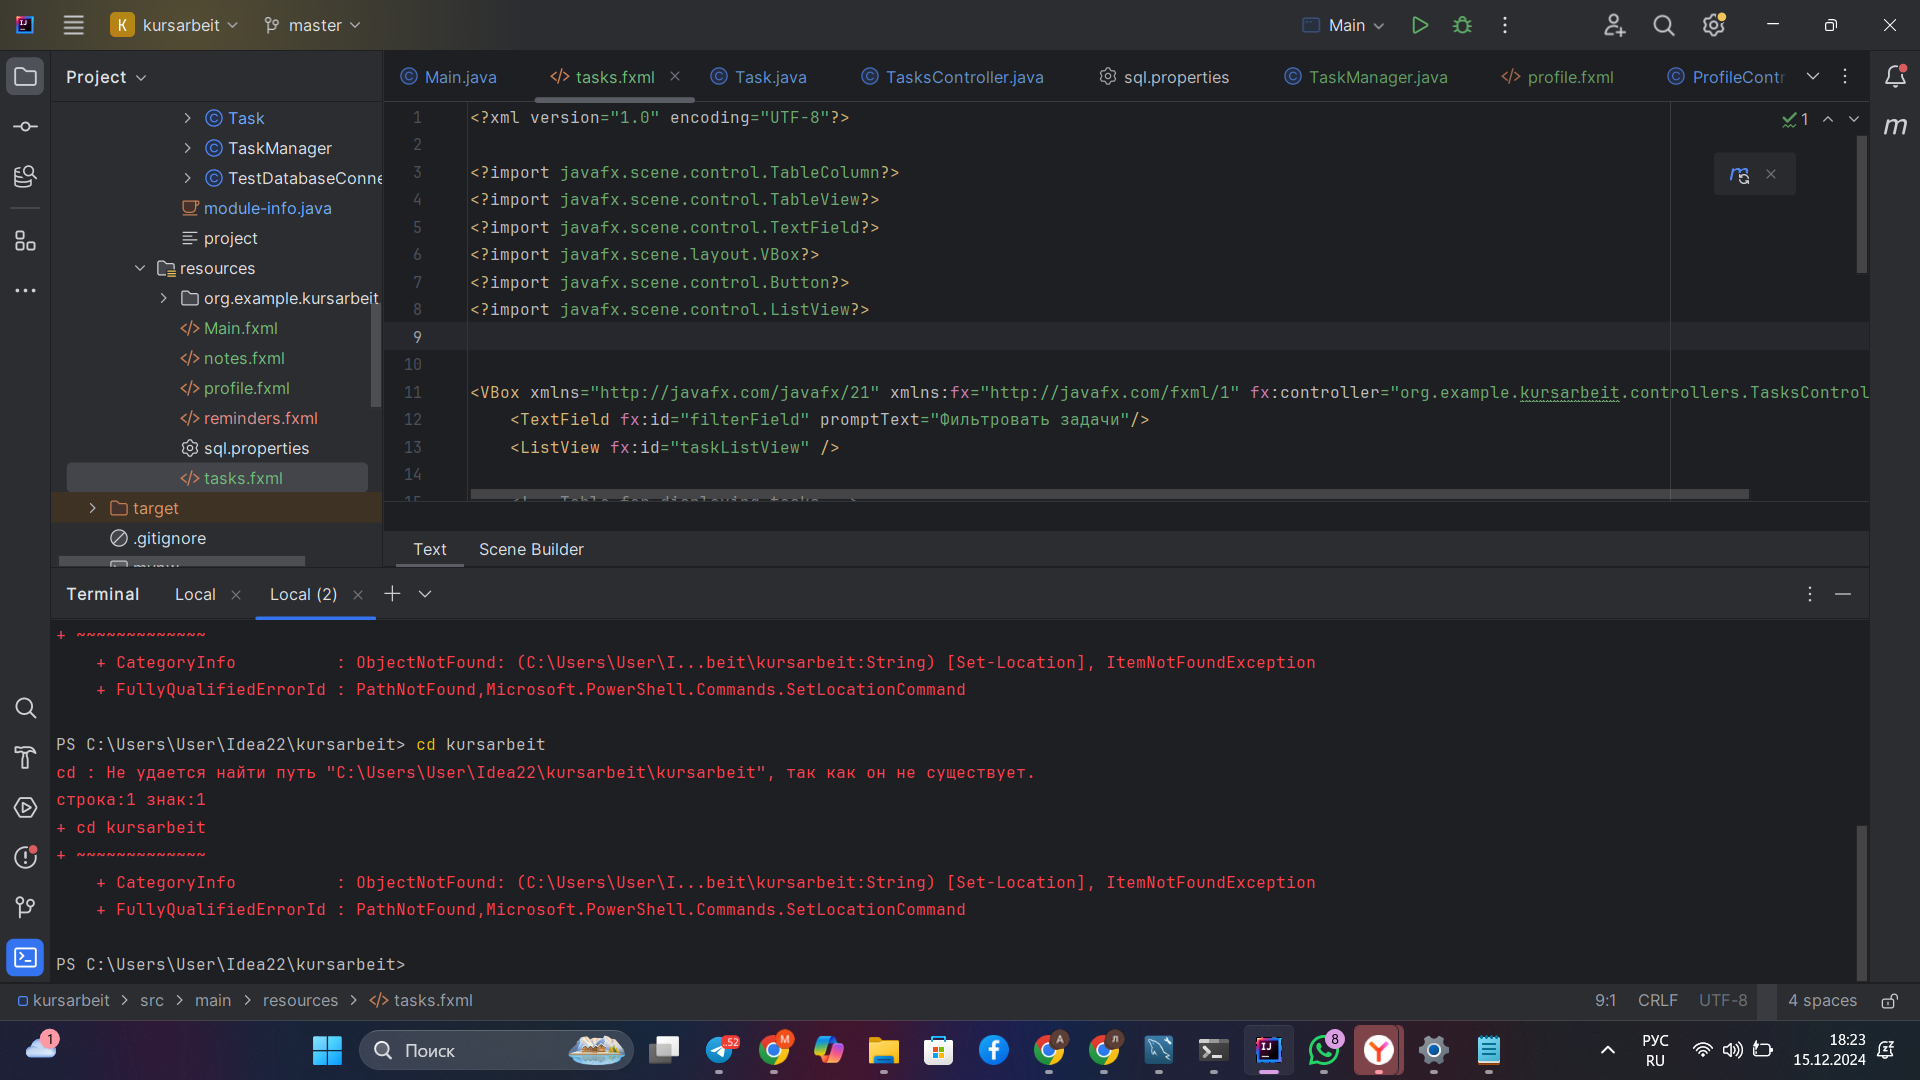 K kursarbeit master Main
Project
Main.java tasks.fxml Task.java TasksController.java sql.properties TaskManager.java profile.fxml ProfileContr
Task
TaskManager
TestDatabaseConne
module-info.java
project
resources
org.example.kursarbeit
Main.fxml
notes.fxml
profile.fxml
reminders.fxml
sql.properties
tasks.fxml
target
.gitignore
mvnw
1 <?xml version="1.0" encoding="UTF-8"?>
2
3 <?import javafx.scene.control.TableColumn?>
4 <?import javafx.scene.control.TableView?>
5 <?import javafx.scene.control.TextField?>
6 <?import javafx.scene.layout.VBox?>
7 <?import javafx.scene.control.Button?>
8 <?import javafx.scene.control.ListView?>
9
10
11 <VBox xmlns="http://javafx.com/javafx/21" xmlns:fx="http://javafx.com/fxml/1" fx:controller="org.example.kursarbeit.controllers.TasksControl
12 <TextField fx:id="filterField" promptText="Фильтровать задачи"/>
13 <ListView fx:id="taskListView" />
14
15 <!-- Table for displaying tasks -->
1
m
m
Text Scene Builder
Terminal Local Local (2)
+ ~~~~~~~~~~~~~
+ CategoryInfo : ObjectNotFound: (C:\Users\User\I...beit\kursarbeit:String) [Set-Location], ItemNotFoundException
+ FullyQualifiedErrorId : PathNotFound,Microsoft.PowerShell.Commands.SetLocationCommand
PS C:\Users\User\Idea22\kursarbeit> cd kursarbeit
cd : Не удается найти путь "C:\Users\User\Idea22\kursarbeit\kursarbeit", так как он не существует.
строка:1 знак:1
+ cd kursarbeit
+ ~~~~~~~~~~~~~
+ CategoryInfo : ObjectNotFound: (C:\Users\User\I...beit\kursarbeit:String) [Set-Location], ItemNotFoundException
+ FullyQualifiedErrorId : PathNotFound,Microsoft.PowerShell.Commands.SetLocationCommand
PS C:\Users\User\Idea22\kursarbeit>
kursarbeit > src > main > resources > tasks.fxml
9:1 CRLF UTF-8 4 spaces
1
Поиск
52
M
А
Л
IJ
8
Y
РУС
RU
18:23
15.12.2024